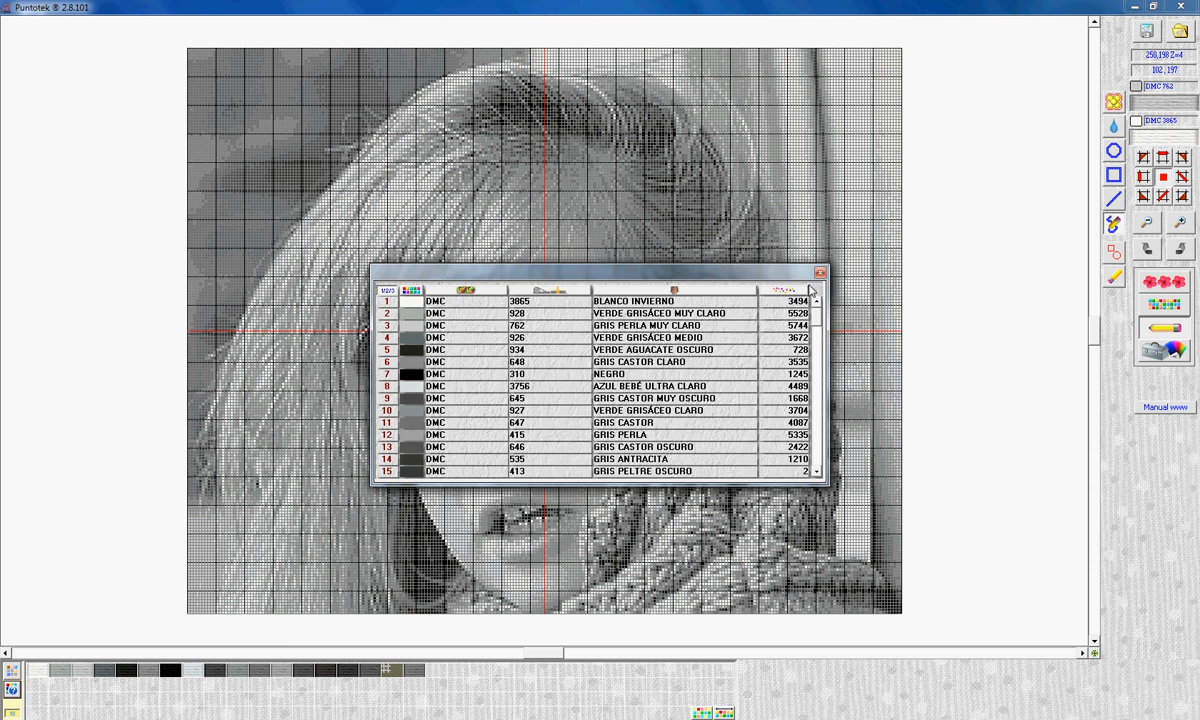 Puntotek ® 2.8.101
250,198 Z=4
102, 197
DMC 762
DMC 3865
1/2/3
1 DMC 3865 BLANCO INVIERNO 3494
2 DMC 928 VERDE GRISÁCEO MUY CLARO 5528
3 DMC 762 GRIS PERLA MUY CLARO 5744
4 DMC 926 VERDE GRISÁCEO MEDIO 3672
5 DMC 934 VERDE AGUACATE OSCURO 728
6 DMC 648 GRIS CASTOR CLARO 3535
7 DMC 310 NEGRO 1245
8 DMC 3756 AZUL BEBÉ ULTRA CLARO 4489
9 DMC 645 GRIS CASTOR MUY OSCURO 1668
10 DMC 927 VERDE GRISÁCEO CLARO 3704
11 DMC 647 GRIS CASTOR 4087
12 DMC 415 GRIS PERLA 5335
13 DMC 646 GRIS CASTOR OSCURO 2422
14 DMC 535 GRIS ANTRACITA 1210
15 DMC 413 GRIS PELTRE OSCURO 2
Manual www